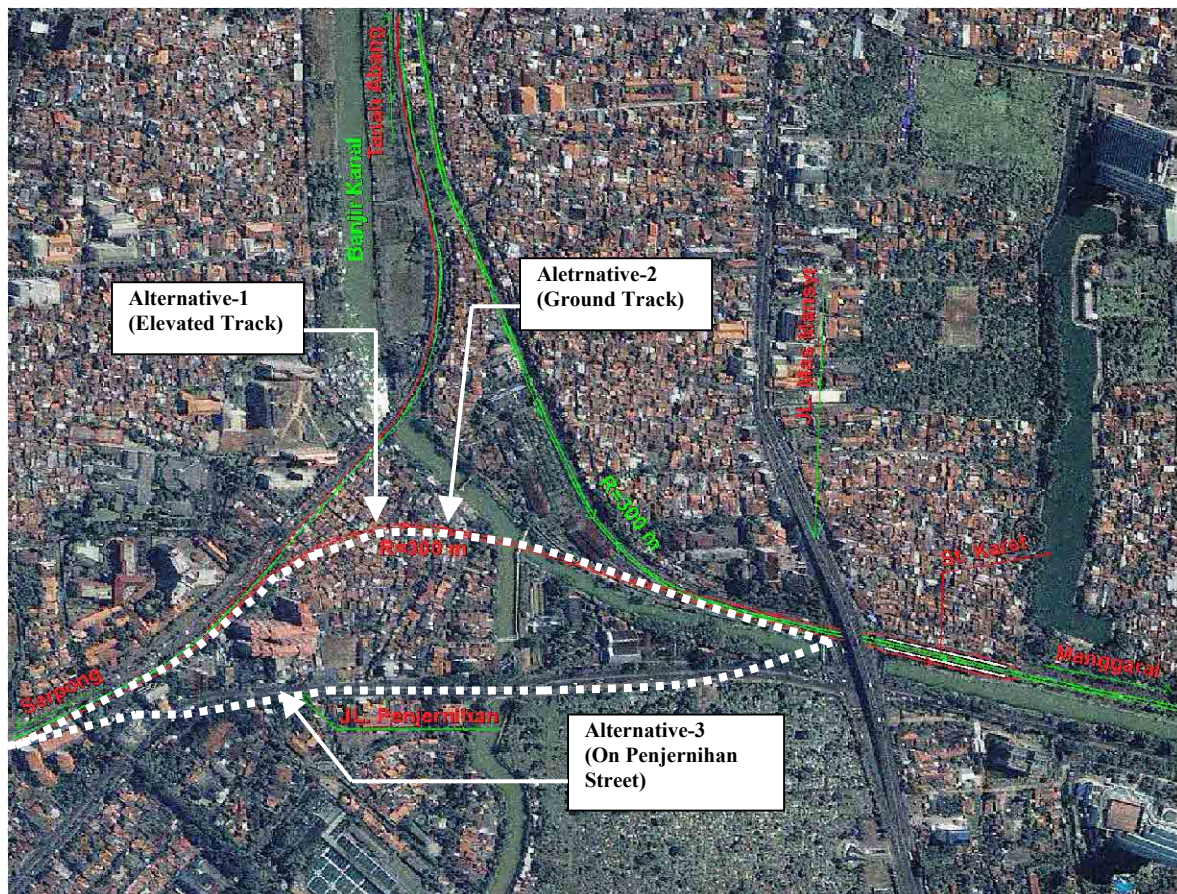 Tanah Abang
Banjir Kanal
Alternative-1
(Elevated Track)
Aletrnative-2
(Ground Track)
JL. Mas Mansyur
R=300 m
R=300 m
St. Karet
Manggarai
Serpong
JL. Penjernihan
Alternative-3
(On Penjernihan
Street)